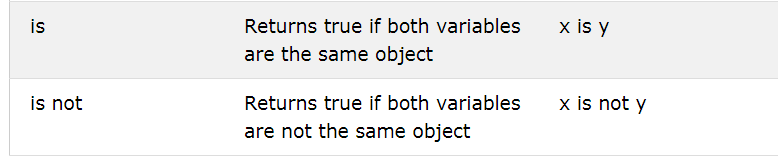 is Returns true if both variables x is y
are the same object
is not Returns true if both variables x is not y
are not the same object